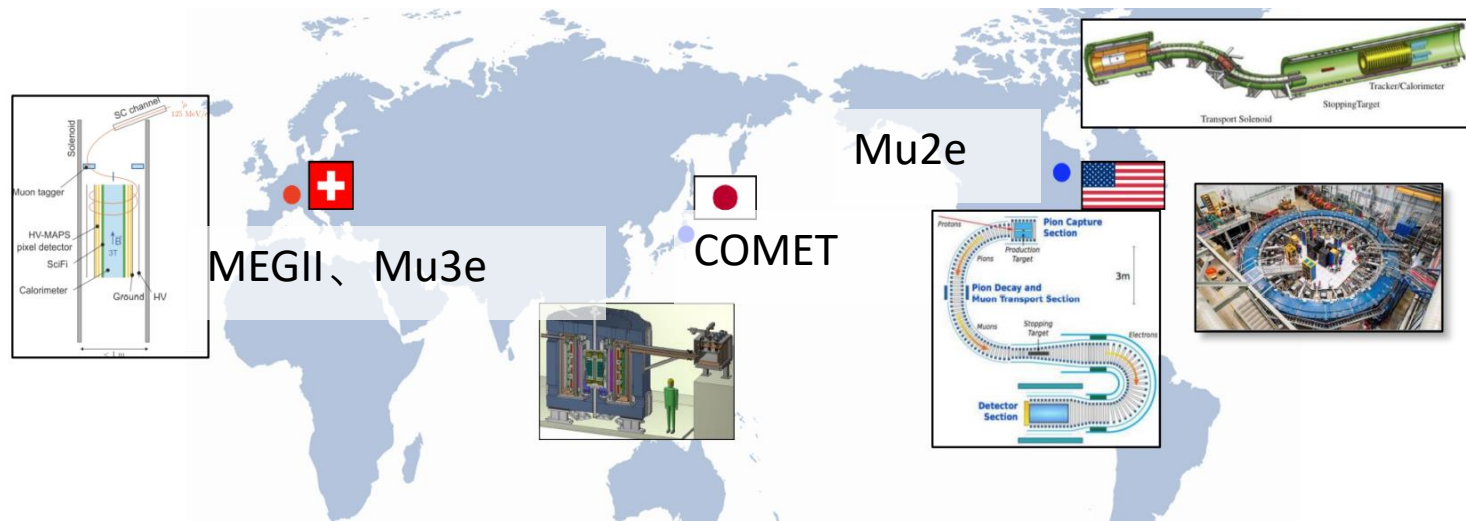 SC channel
125 MeV/
Solenoid
Muon tagger
HV-MAPS
pixel detector
SciFi
Calorimeter
B
3T
Ground
HV
< 1 m
MEGII、Mu3e
COMET
Mu2e
Tracker/Calorimeter
StoppingTarget
Transport Solenoid
Protons
Pion Capture
Section
Production
Target
Pions
3m
Pion Decay and
Muon Transport Section
Muons
Stopping
Target
Electrons
Detector
Section